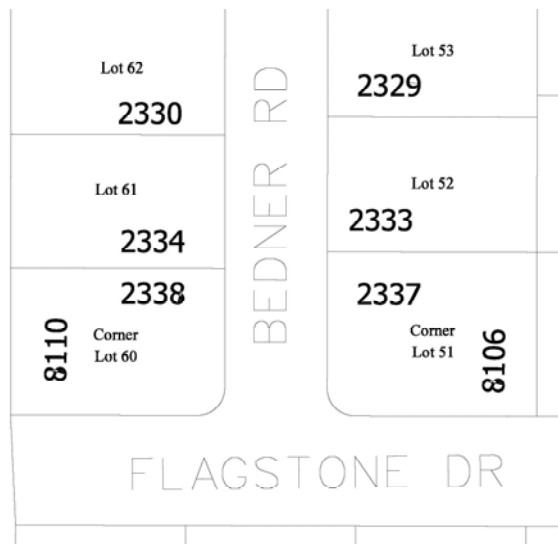 Lot 62
2330
Lot 61
2334
2338
8110
Corner
Lot 60
BEDNER RD
Lot 53
2329
Lot 52
2333
2337
Corner
Lot 51
8106
FLAGSTONE DR